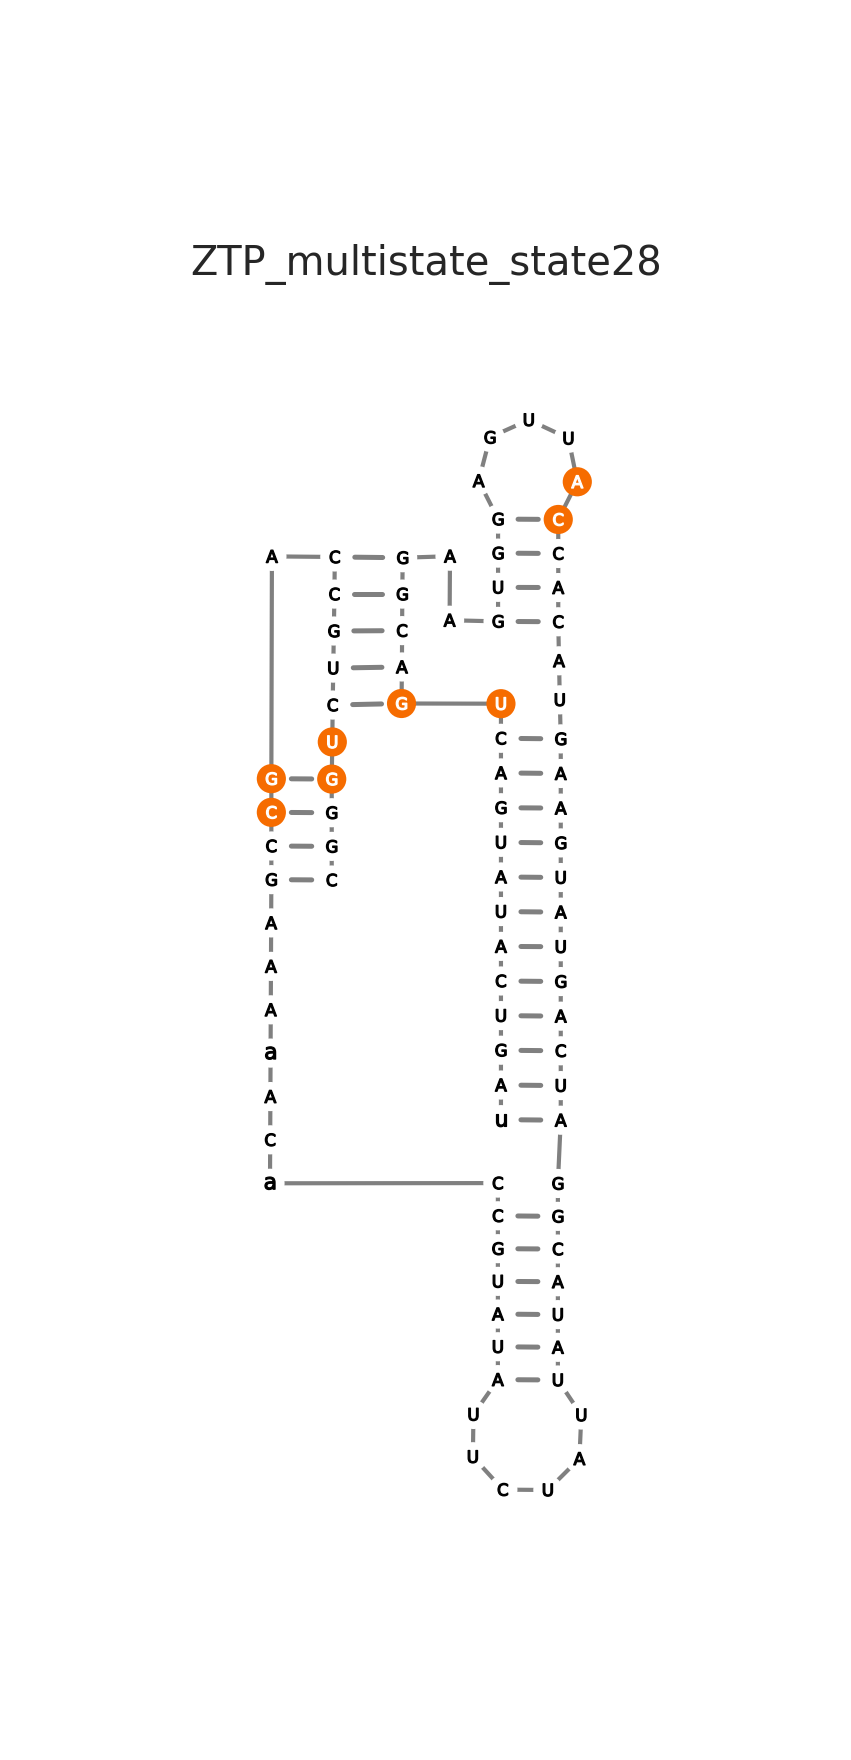 ZTP_multistate_state28
U
G U
A A
G C
A C G A G C
C G U A
G C A G C
U A A
C G U U
U C G
G G A A
C G G A
C G U G
G C A U
A U A
A A U
A C G
A U A
a G C
A A U
C u A
a C G
C G
G C
U A
A U
U A
A U
U U
U A
C U